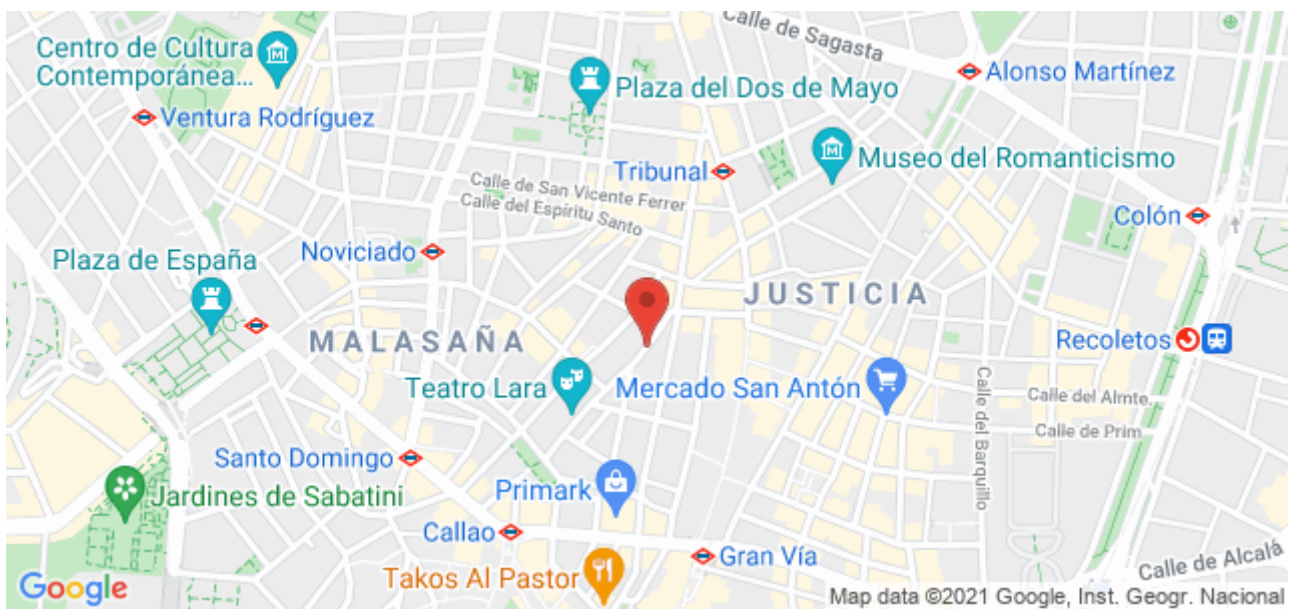 Calle de Sagasta
Centro de Cultura
Contemporánea...
Alonso Martínez
Plaza del Dos de Mayo
Ventura Rodríguez
Museo del Romanticismo
Tribunal
Calle de San Vicente Ferrer
Calle del Espíritu Santo
Colón
Noviciado
Plaza de España
JUSTICIA
MALASAÑA
Recoletos
Teatro Lara
Mercado San Antón
Calle del Almte.
Calle de Prim
Calle del Barquillo
Santo Domingo
Jardines de Sabatini
Primark
Callao
Gran Vía
Calle de Alcalá
Takos Al Pastor
Google
Map data ©2021 Google, Inst. Geogr. Nacional